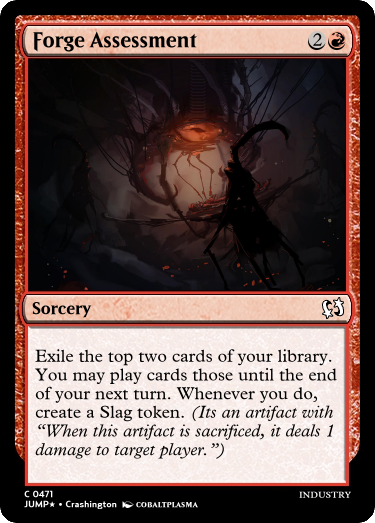 Forge Assessment 2
Sorcery
Exile the top two cards of your library.
You may play cards those until the end
of your next turn. Whenever you do,
create a Slag token. (Its an artifact with
“When this artifact is sacrificed, it deals 1
damage to target player.”)
C 0471
INDUSTRY
JUMP★ • Crashington COBALTPLASMA